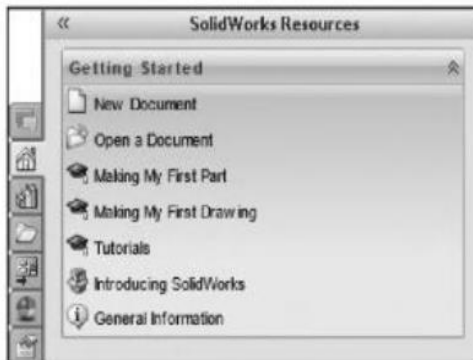 SolidWorks Resources
Getting Started
New Document
Open a Document
Making My First Part
Making My First Drawing
Tutorials
Introducing SolidWorks
General Information